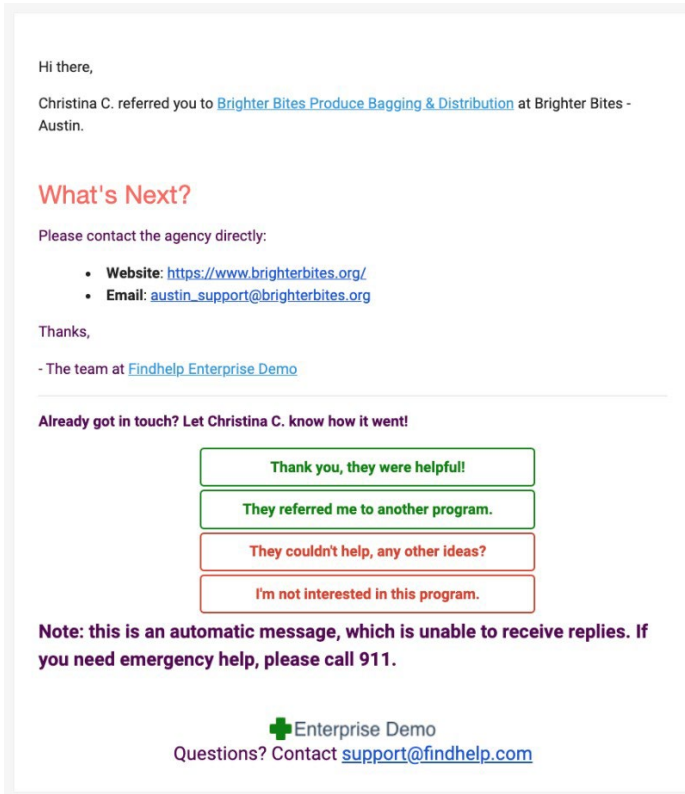 Hi there,
Christina C. referred you to Brighter Bites Produce Bagging & Distribution at Brighter Bites -
Austin.
What's Next?
Please contact the agency directly:
• Website: https://www.brighterbites.org/
• Email: austin_support@brighterbites.org
Thanks,
- The team at Findhelp Enterprise Demo
Already got in touch? Let Christina C. know how it went!
Thank you, they were helpful!
They referred me to another program.
They couldn't help, any other ideas?
I'm not interested in this program.
Note: this is an automatic message, which is unable to receive replies. If
you need emergency help, please call 911.
Enterprise Demo
Questions? Contact support@findhelp.com